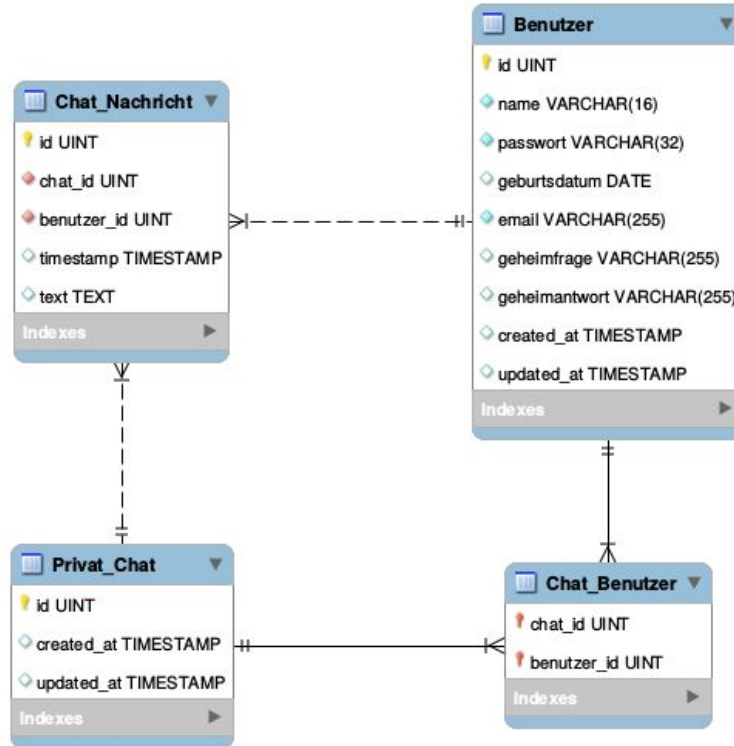 Benutzer
id UINT
name VARCHAR(16)
passwort VARCHAR(32)
geburtsdatum DATE
email VARCHAR(255)
geheimfrage VARCHAR(255)
geheimantwort VARCHAR(255)
created_at TIMESTAMP
updated_at TIMESTAMP
Indexes
Chat_Nachricht
id UINT
chat_id UINT
benutzer_id UINT
timestamp TIMESTAMP
text TEXT
Indexes
Privat_Chat
id UINT
created_at TIMESTAMP
updated_at TIMESTAMP
Indexes
Chat_Benutzer
chat_id UINT
benutzer_id UINT
Indexes